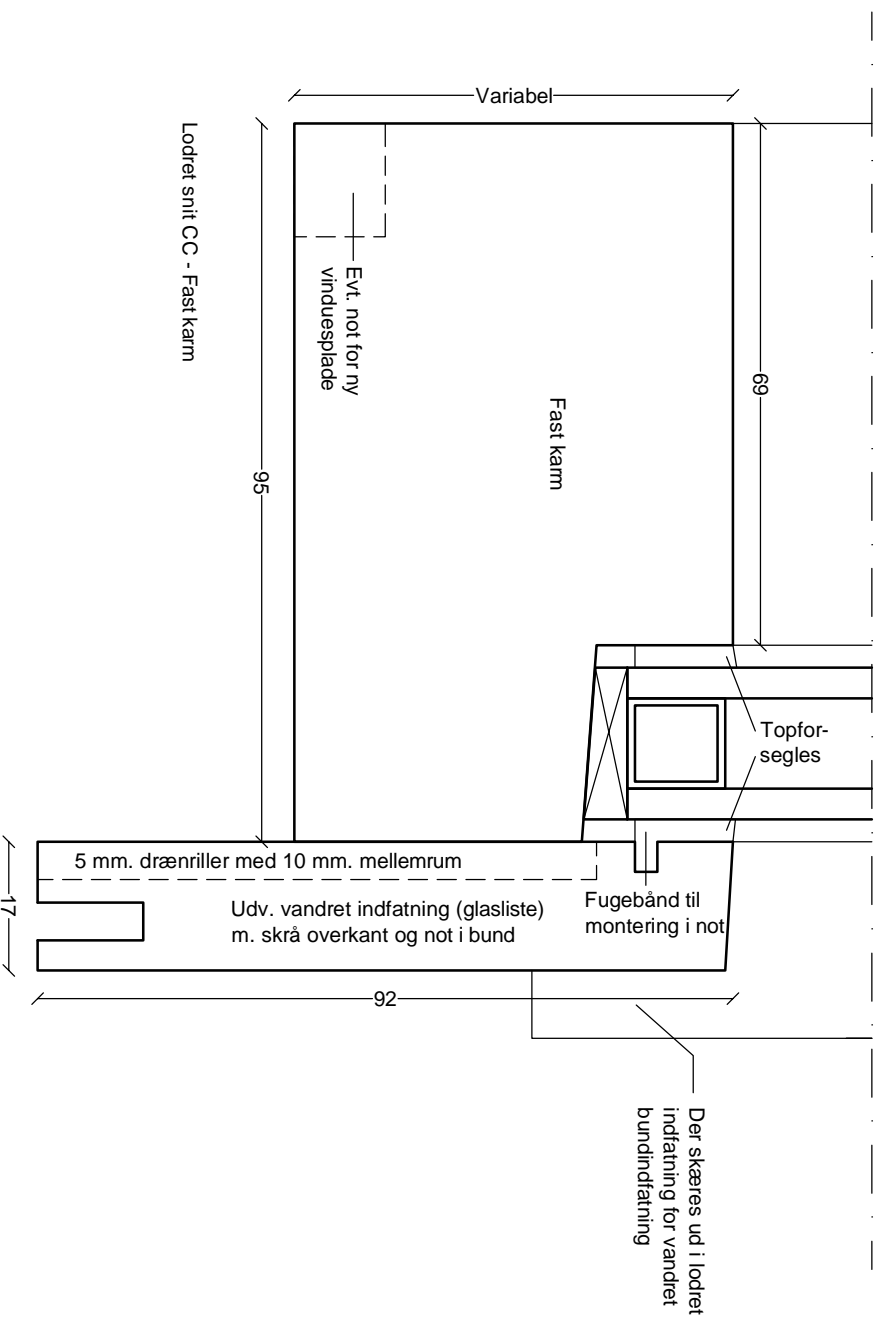 Variabel
Lodret snit CC - Fast karm
Evt. not for ny
vinduesplade
69
Fast karm
95
Topfor-
segles
5 mm. drænriller med 10 mm. mellemrum
Udv. vandret indfatning (glasliste)
m. skrå overkant og not i bund
Fugebånd til
montering i not
17
92
Der skæres ud i lodret
indfatning for vandret
bundindfatning